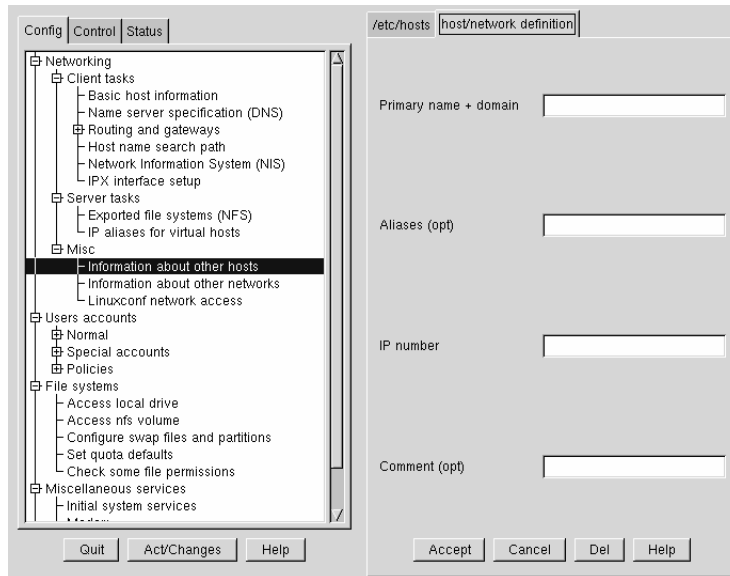 Config Control Status
Networking
Client tasks
Basic host information
Name server specification (DNS)
Routing and gateways
Host name search path
Network Information System (NIS)
IPX interface setup
Server tasks
Exported file systems (NFS)
IP aliases for virtual hosts
Misc
Information about other hosts
Information about other networks
Linuxconf network access
Users accounts
Normal
Special accounts
Policies
File systems
Access local drive
Access nfs volume
Configure swap files and partitions
Set quota defaults
Check some file permissions
Miscellaneous services
Initial system services
Quit Act/Changes Help
/etc/hosts host/network definition
Primary name + domain
Aliases (opt)
IP number
Comment (opt)
Accept Cancel Del Help